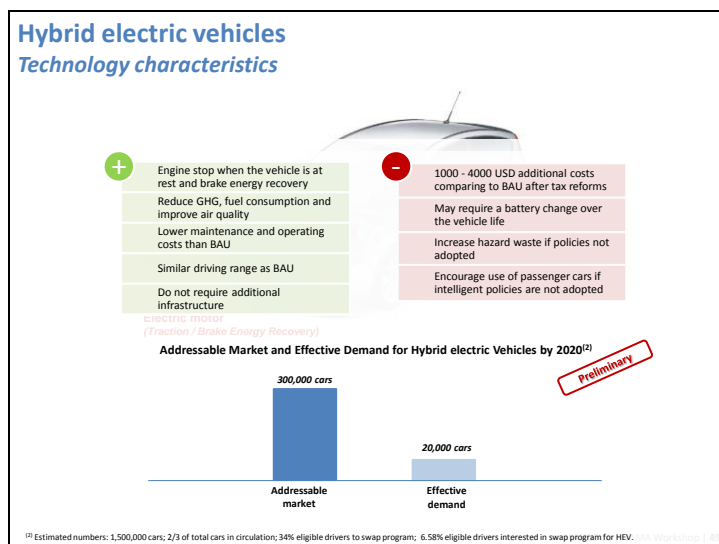 Hybrid electric vehicles
Technology characteristics
+
Engine stop when the vehicle is at
rest and brake energy recovery
Reduce GHG, fuel consumption and
improve air quality
Lower maintenance and operating
costs than BAU
Similar driving range as BAU
Do not require additional
infrastructure
-
1000 - 4000 USD additional costs
comparing to BAU after tax reforms
May require a battery change over
the vehicle life
Increase hazard waste if policies not
adopted
Encourage use of passenger cars if
intelligent policies are not adopted
Electric motor
(Traction / Brake Energy Recovery)
Addressable Market and Effective Demand for Hybrid electric Vehicles by 2020(2)
Preliminary
300,000 cars
20,000 cars
Addressable
market
Effective
demand
(2) Estimated numbers: 1,500,000 cars; 2/3 of total cars in circulation; 34% eligible drivers to swap program; 6.58% eligible drivers interested in swap program for HEV.
Workshop |